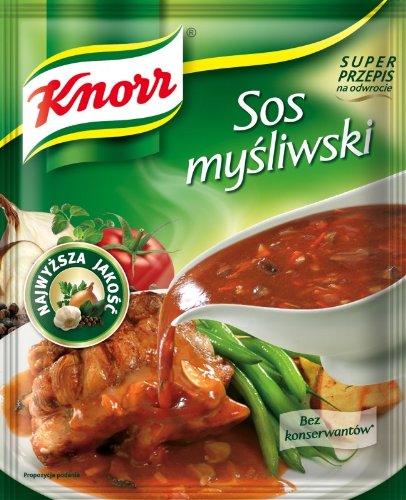 Knorr
®
SUPER
PRZEPIS
na odwrocie
Sos
myśliwski
NAJWYŻSZA JAKOŚĆ
Bez
konserwantów*
Propozycja podania